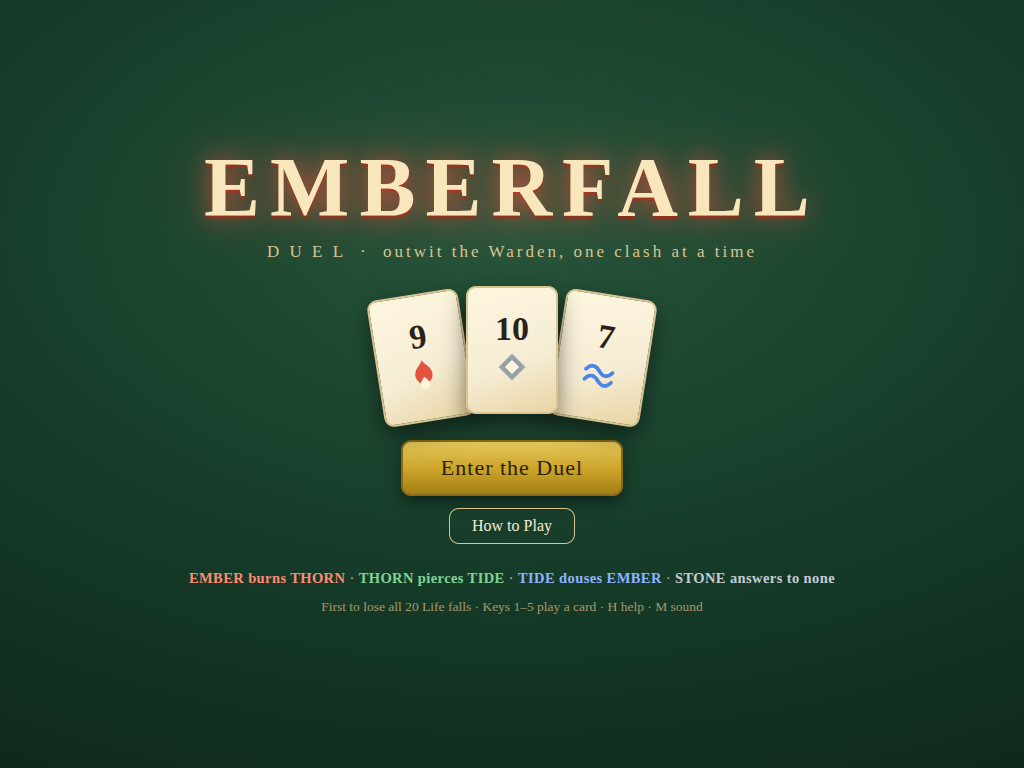 EMBERFALL
DUEL · outwit the Warden, one clash at a time
9
10
7
Enter the Duel
How to Play
EMBER burns THORN · THORN pierces TIDE · TIDE douses EMBER · STONE answers to none
First to lose all 20 Life falls · Keys 1–5 play a card · H help · M sound